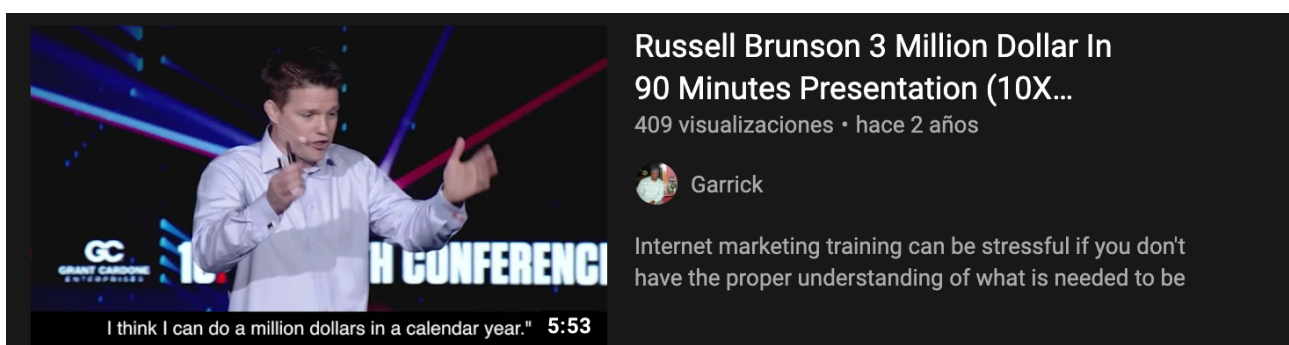 Russell Brunson 3 Million Dollar In
90 Minutes Presentation (10X...
409 visualizaciones • hace 2 años
Garrick
Internet marketing training can be stressful if you don't
have the proper understanding of what is needed to be
GC
GRANT CARDONE
ENTERPRISES
10
H CONFERENC
I think I can do a million dollars in a calendar year."
5:53